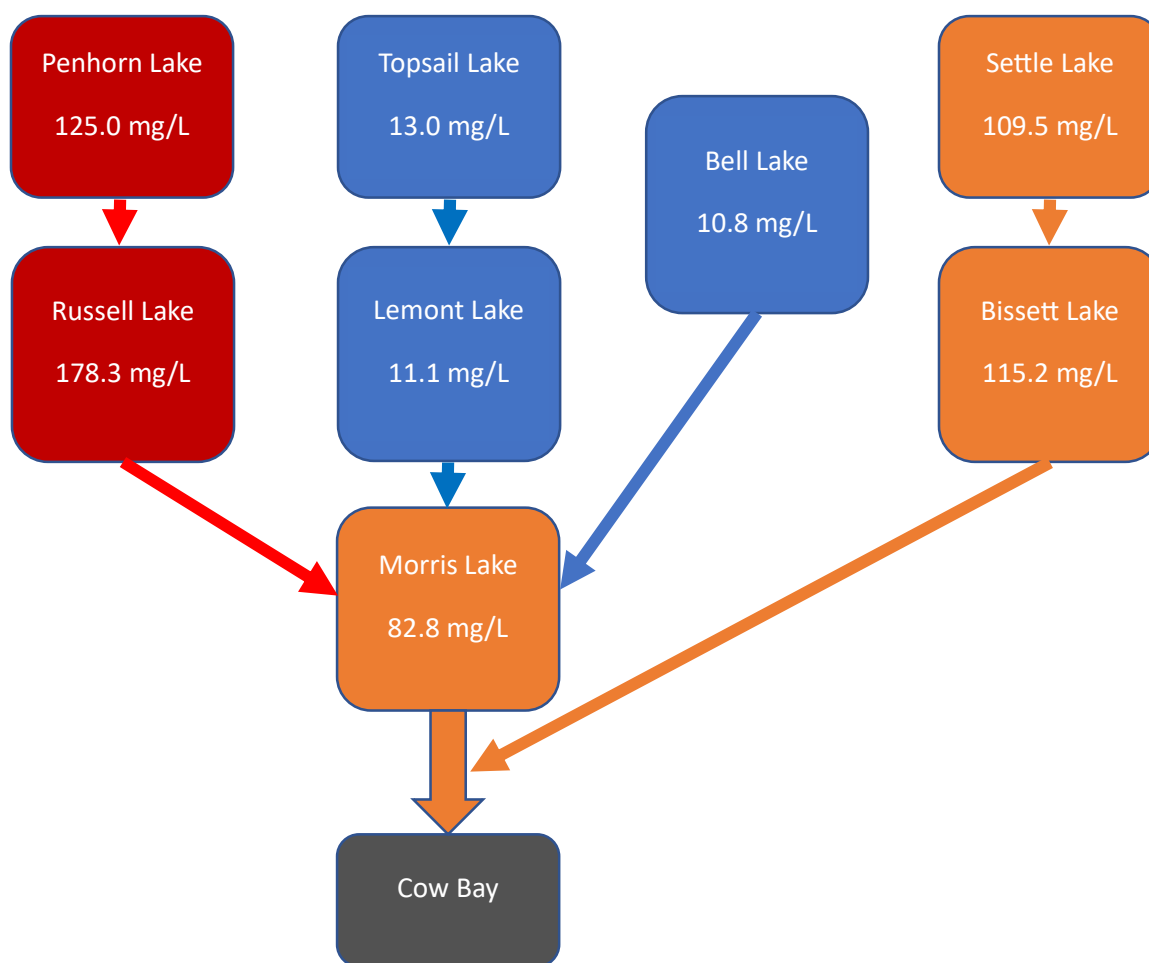 Penhorn Lake
125.0 mg/L
Topsail Lake
13.0 mg/L
Bell Lake
10.8 mg/L
Settle Lake
109.5 mg/L
Russell Lake
178.3 mg/L
Lemont Lake
11.1 mg/L
Bissett Lake
115.2 mg/L
Morris Lake
82.8 mg/L
Cow Bay